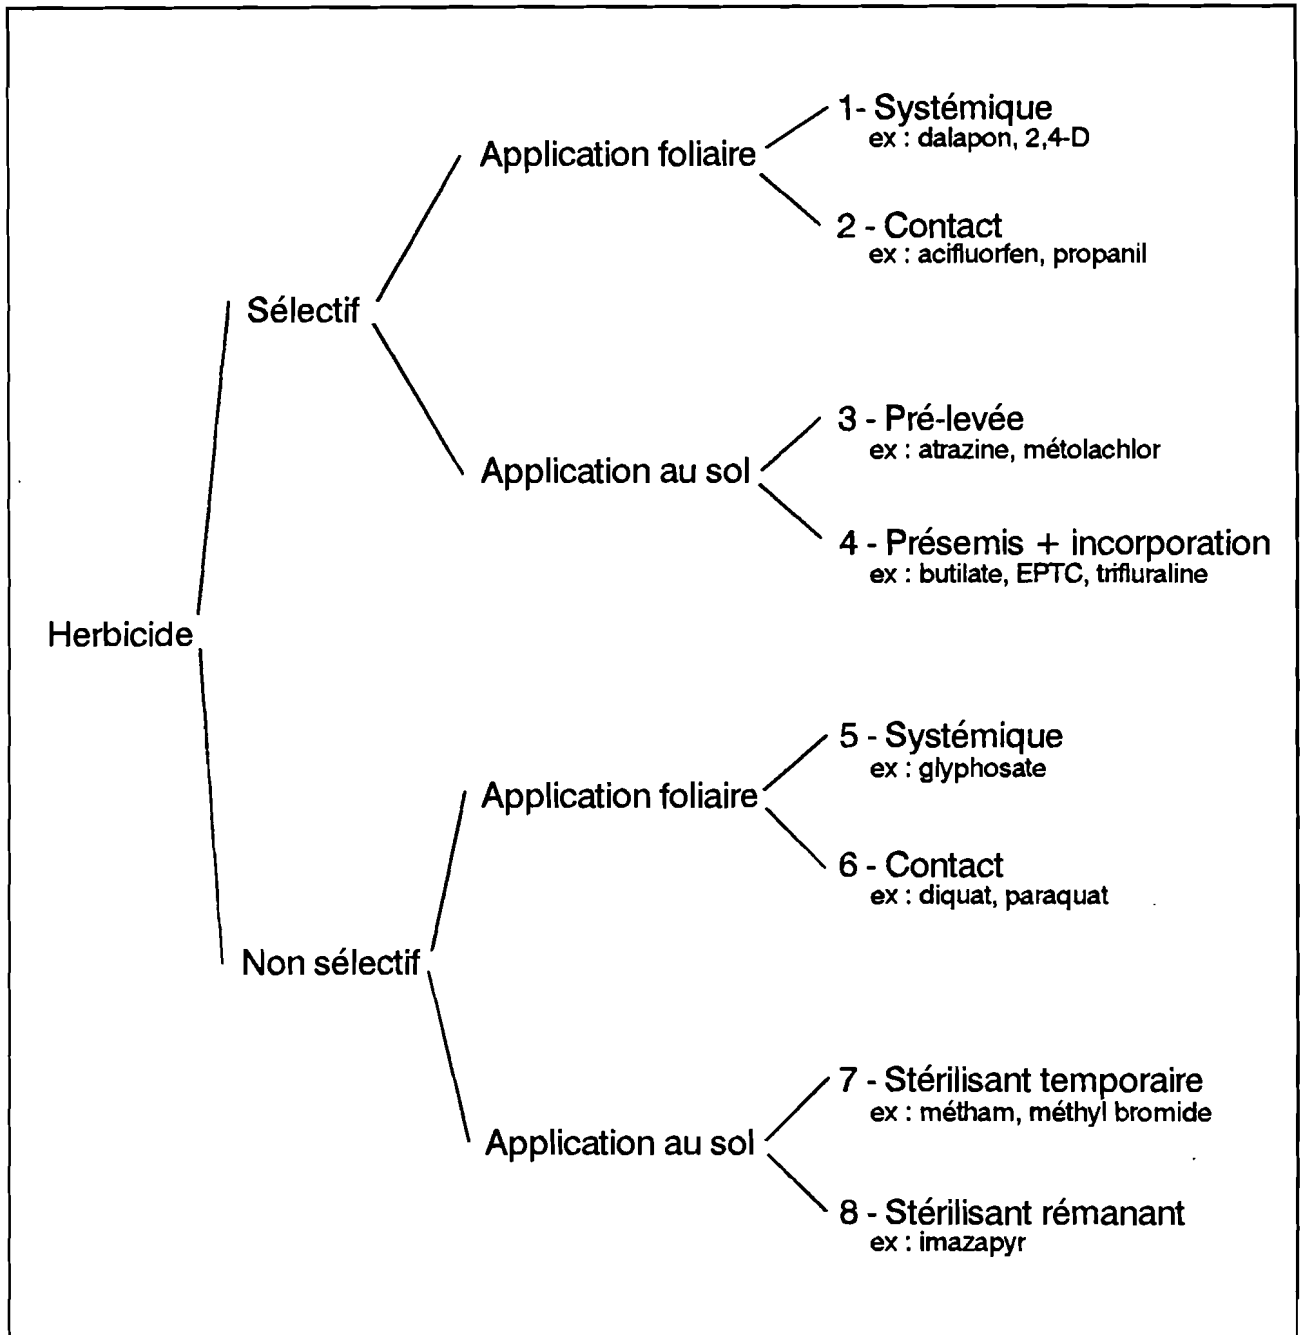 1- Systémique
ex : dalapon, 2,4-D
Application foliaire
2 - Contact
ex : acifluorfen, propanil
Sélectif
3 - Pré-levée
ex : atrazine, métolachlor
Application au sol
4 - Présemis + incorporation
ex : butilate, EPTC, trifluraline
Herbicide
5 - Systémique
ex : glyphosate
Application foliaire
6 - Contact
ex : diquat, paraquat
Non sélectif
7 - Stérilisant temporaire
ex : métham, méthyl bromide
Application au sol
8 - Stérilisant rémanant
ex : imazapyr